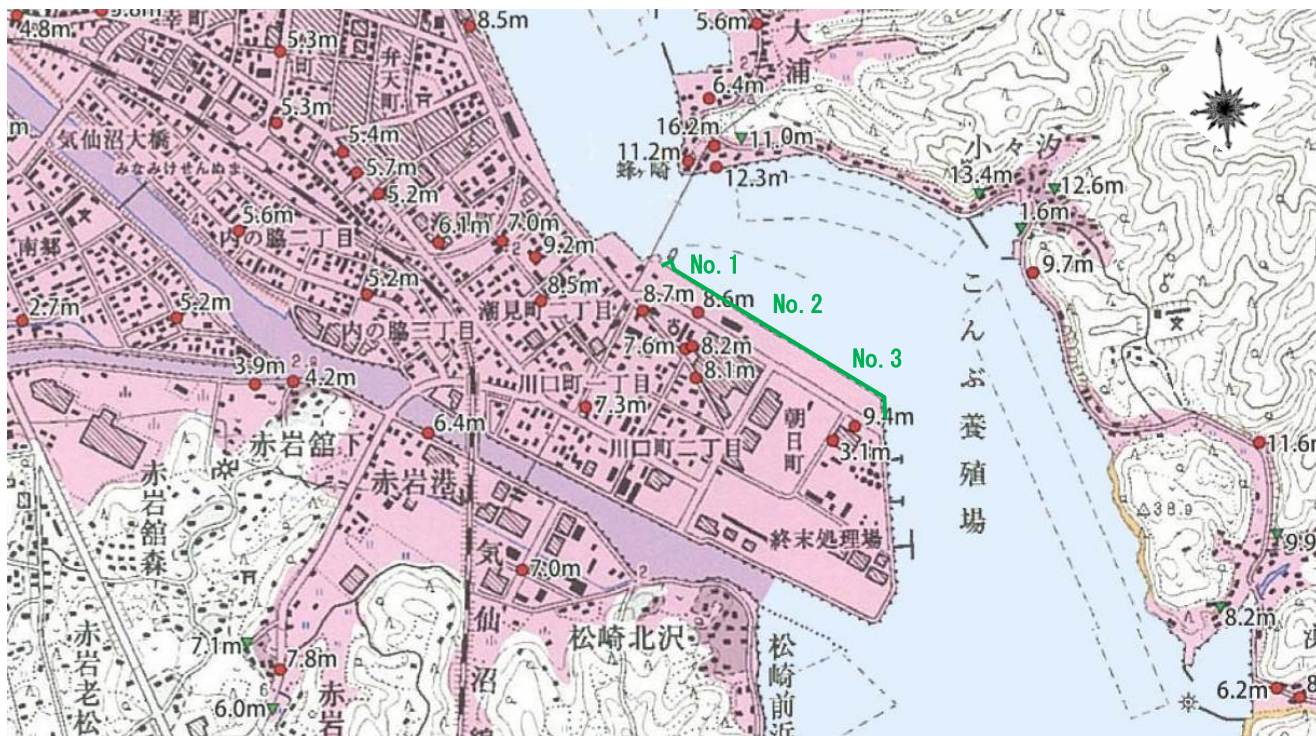 5.8m
4.8m
幸町
5.3m
8.5m
弁天町
5.6m
大浦
6.4m
16.2m
11.0m
11.2m
蜂ヶ崎
12.3m
小々汐
13.4m
12.6m
1.6m
9.7m
5.3m
5.4m
5.7m
5.2m
気仙沼大橋
みなみけせんぬま
m
5.6m
6.1m
7.0m
9.2m
内の脇二丁目
南郷
5.2m
8.5m
潮見町二丁目
No.1
No.2
No.3
8.7m
8.6m
2.7m
5.2m
内の脇三丁目
7.6m
8.2m
8.1m
こんぶ養殖場
3.9m
4.2m
川口町一丁目
7.3m
朝日町
9.4m
3.1m
6.4m
赤岩舘下
川口町二丁目
11.6m
赤岩港
赤岩舘森
△38.9
終末処理場
9.9
7.0m
気仙沼
8.2m
松崎北沢
7.1m
7.8m
6.0m
赤岩
赤岩老松
松崎前浜
6.2m
8